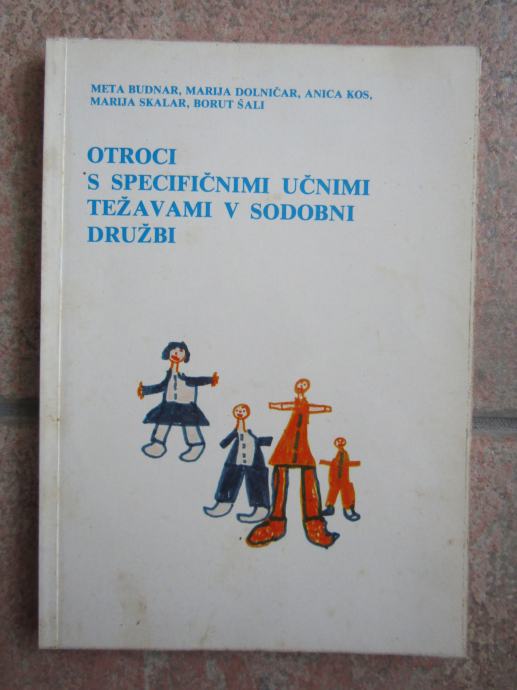 META BUDNAR, MARIJA DOLNIČAR, ANICA KOS,
MARIJA SKALAR, BORUT ŠALI
OTROCI
S SPECIFIČNIMI UČNIMI
TEŽAVAMI V SODOBNI
DRUŽBI